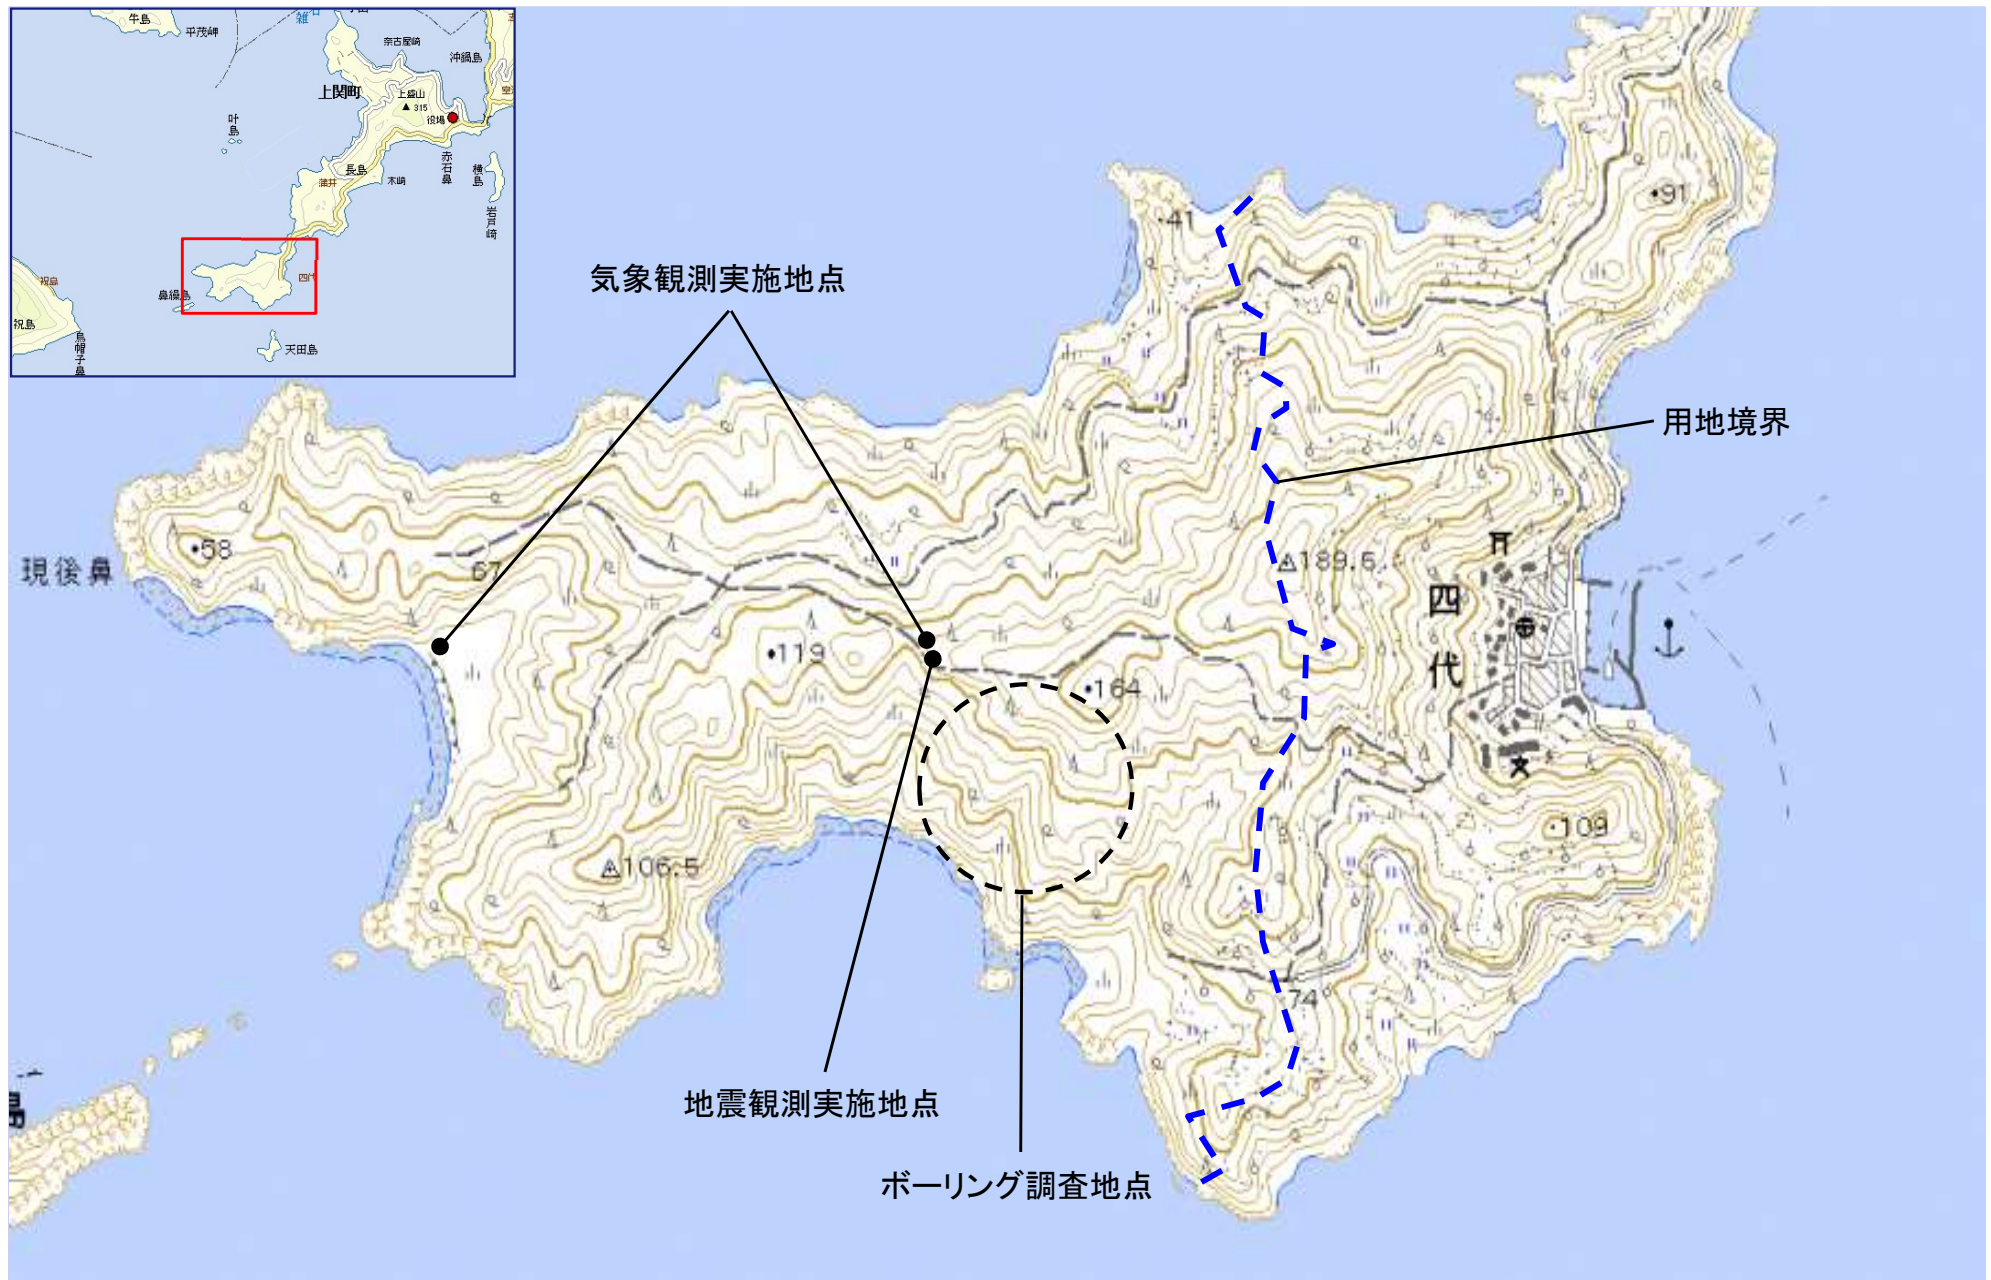 牛島
平茂岬
奈古屋崎
沖鍋島
上関町
上盛山
315
役場
叶島
赤石鼻
横島
長島
木崎
蒲井
岩戸崎
四代
祝島
鼻繰島
祝島
烏帽子鼻
天田島
気象観測実施地点
用地境界
地震観測実施地点
ボーリング調査地点
現後鼻
四代
島
41
91
58
67
189.5
119
164
106.5
109
74
文